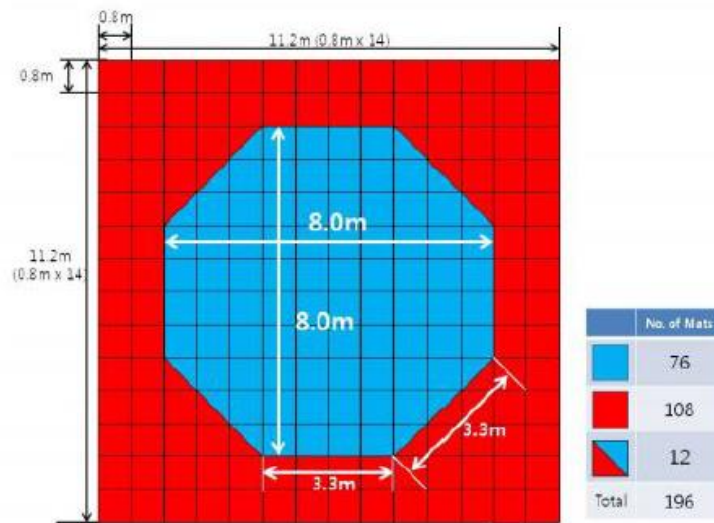 0.8m
11.2m (0.8m x 14)
0.8m
8.0m
11.2m
(0.8m x 14)
8.0m
3.3m
3.3m
No. of Mats
76
108
12
Total 196